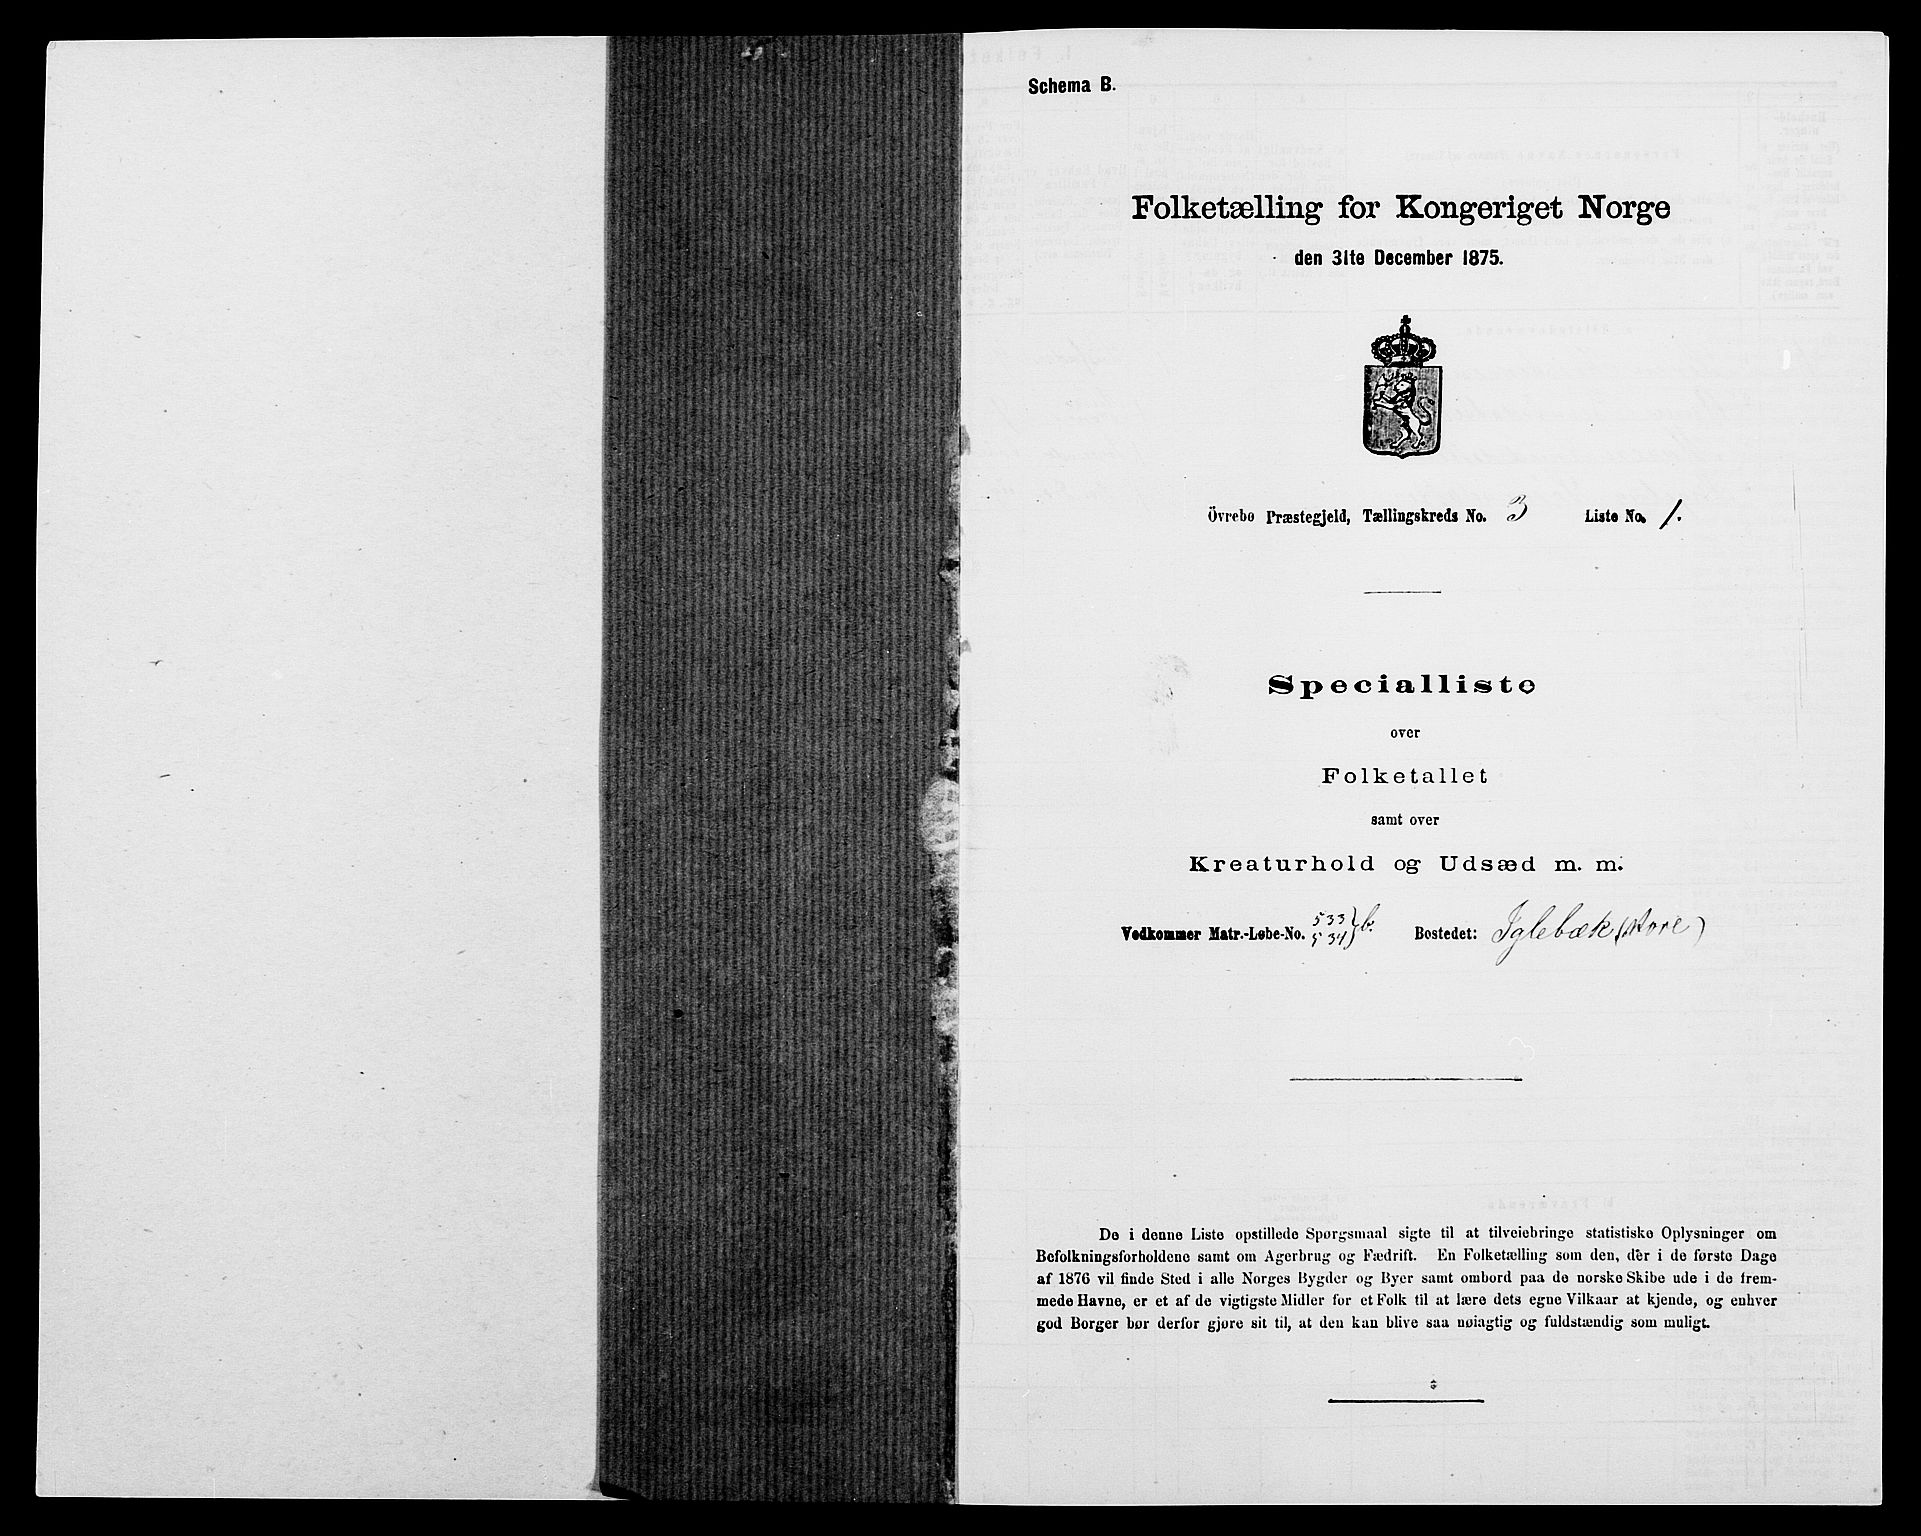 Schema B.
Folketælling for Kongeriget Norge
den 31te December 1875.
Övrebø Præstegjeld, Tællingskreds No. 3 Liste No. 1.
Specialliste
over
Folketallet
samt over
Kreaturhold og Udsæd m. m.
Vedkommer Matr.-Løbe-No. 533 534 } b. Bostedet: Iglebæk (store)
De i denne Liste opstillede Spørgsmaal sigte til at tilveiebringe statistiske Oplysninger om
Befolkningsforholdene samt om Agerbrug og Fædrift. En Folketælling som den, der i de første Dage
af 1876 vil finde Sted i alle Norges Bygder og Byer samt ombord paa de norske Skibe ude i de frem-
mede Havne, er et af de vigtigste Midler for et Folk til at lære dets egne Vilkaar at kjende, og enhver
god Borger bør derfor gjøre sit til, at den kan blive saa nøiagtig og fuldstændig som muligt.